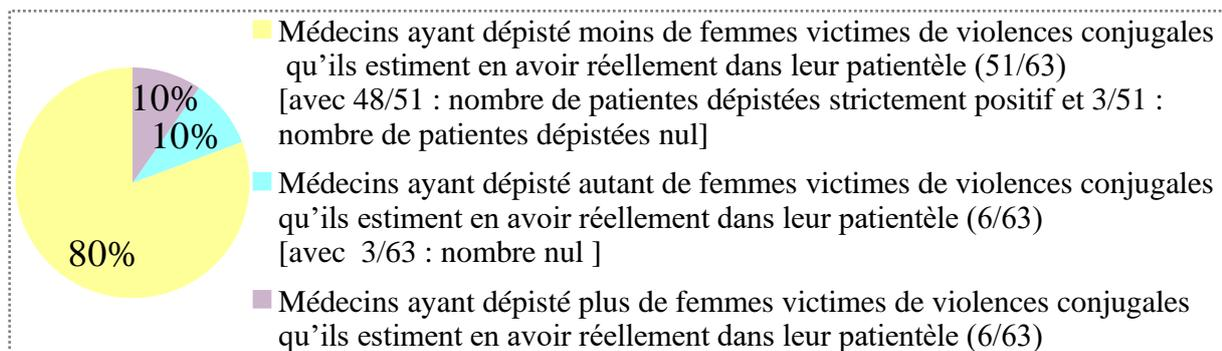 10%
10%
80%
Médecins ayant dépisté moins de femmes victimes de violences conjugales
qu’ils estiment en avoir réellement dans leur patientèle (51/63)
[avec 48/51 : nombre de patientes dépistées strictement positif et 3/51 :
nombre de patientes dépistées nul]
Médecins ayant dépisté autant de femmes victimes de violences conjugales
qu’ils estiment en avoir réellement dans leur patientèle (6/63)
[avec 3/63 : nombre nul ]
Médecins ayant dépisté plus de femmes victimes de violences conjugales
qu’ils estiment en avoir réellement dans leur patientèle (6/63)